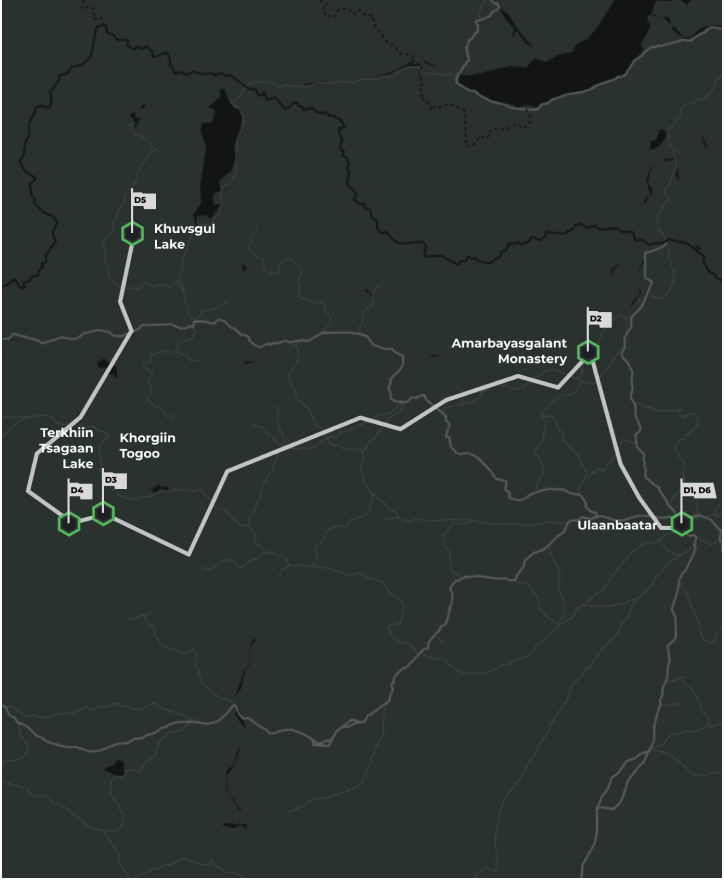 D5
Khuvsgul
Lake
D2
Amarbayasgalant
Monastery
Terkhiin
Tsagaan
Lake
Khorgiin
Togoo
D3
D4
D1, D6
Ulaanbaatar